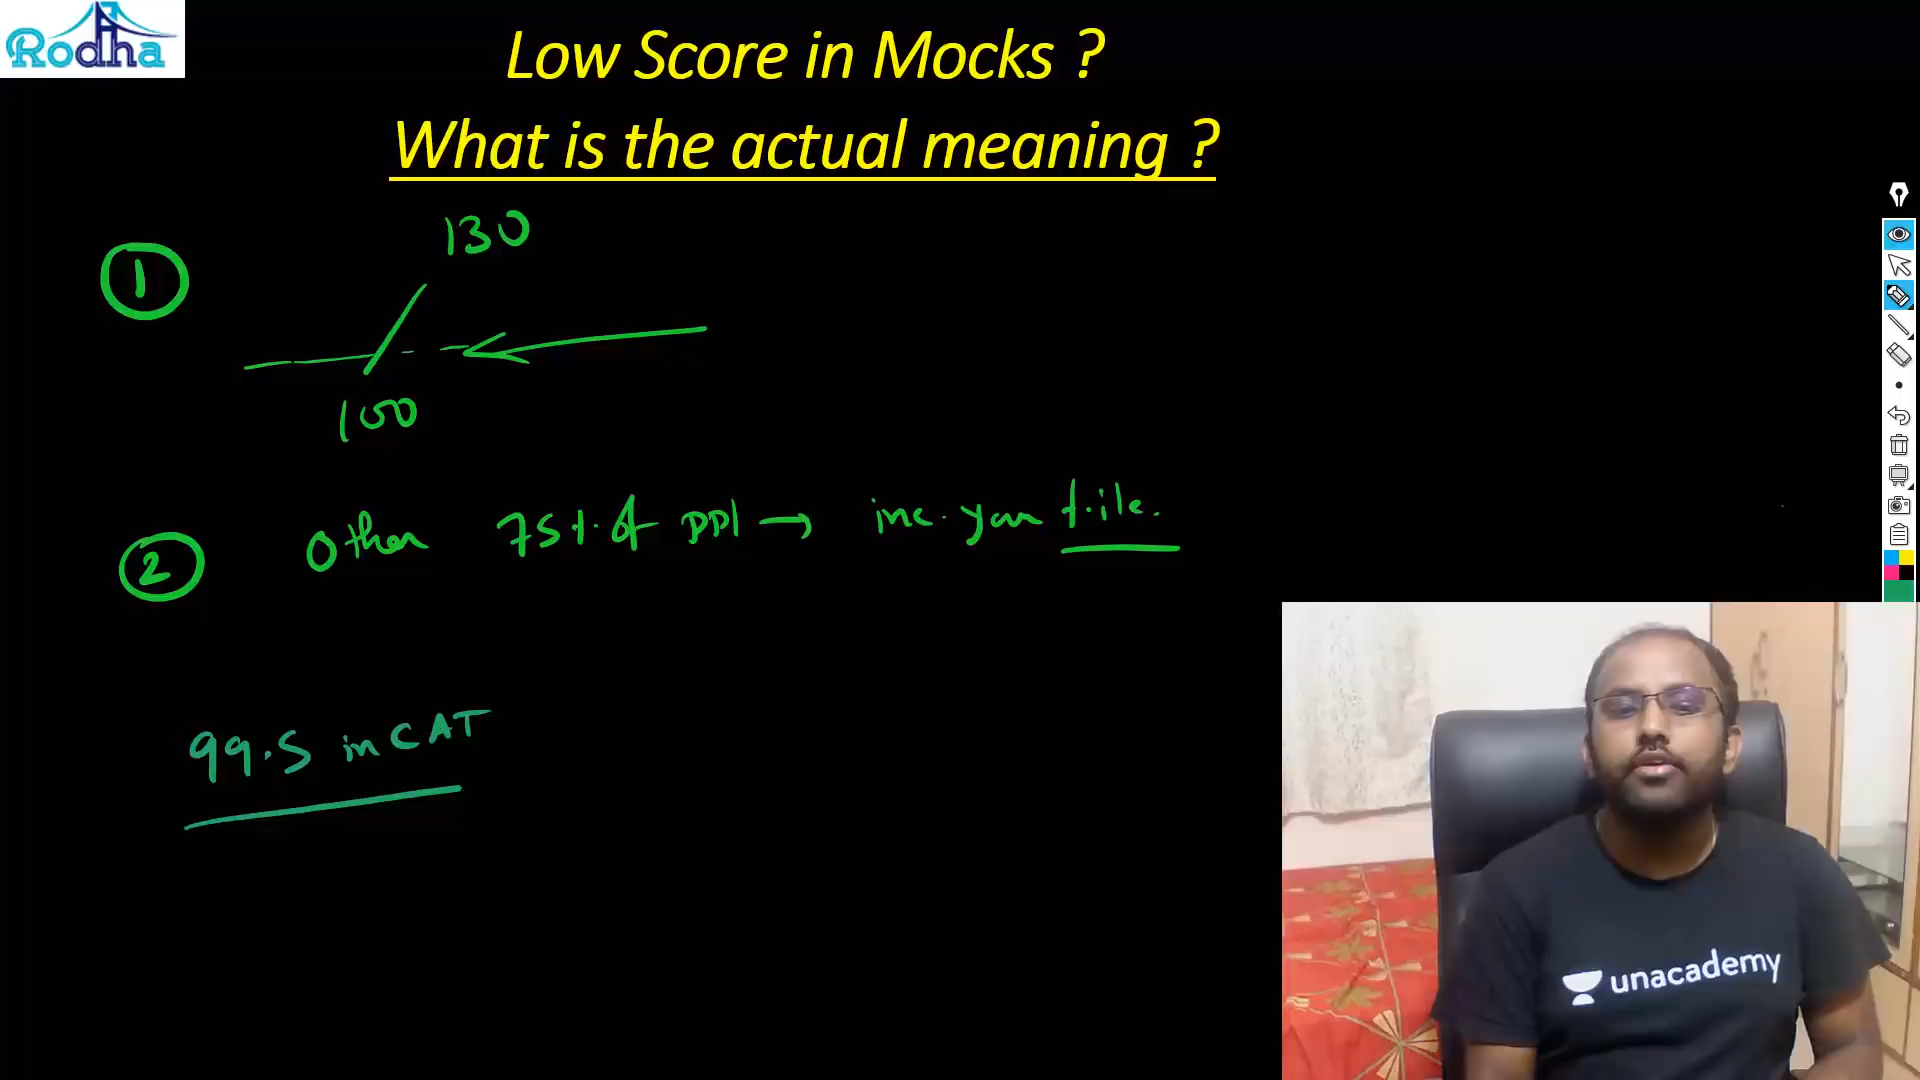 Rodha
Low Score in Mocks ?
What is the actual meaning ?
1
130
100
2 Other 75%. of ppl → inc. your t.ile.
99.5 in CAT
unacademy